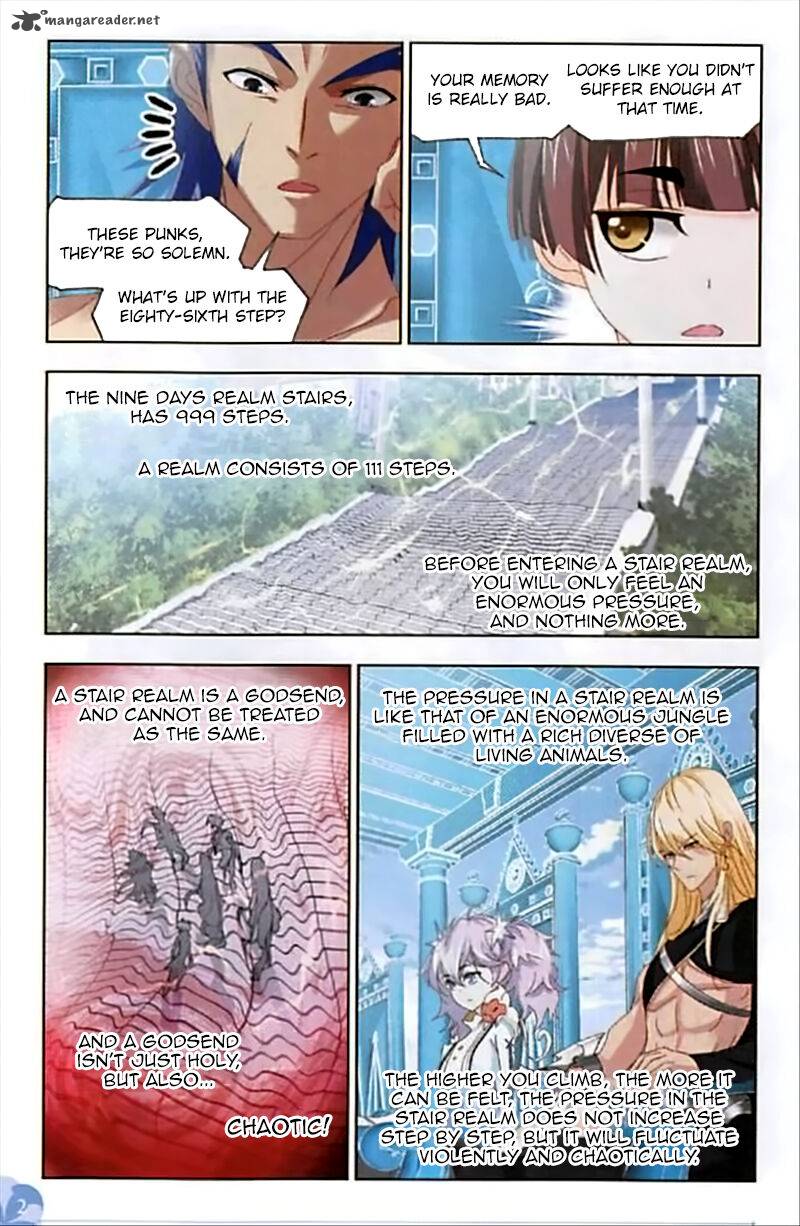 mangareader.net
THESE PUNKS,
THEY'RE SO SOLEMN.
WHAT'S UP WITH THE
EIGHTY-SIXTH STEP?
YOUR MEMORY
IS REALLY BAD.
LOOKS LIKE YOU DIDN'T
SUFFER ENOUGH AT
THAT TIME.
THE NINE DAYS REALM STAIRS,
HAS 999 STEPS.
A REALM CONSISTS OF 111 STEPS.
BEFORE ENTERING A STAIR REALM,
YOU WILL ONLY FEEL AN
ENORMOUS PRESSURE,
AND NOTHING MORE.
A STAIR REALM IS A GODSEND,
AND CANNOT BE TREATED
AS THE SAME.
AND A GODSEND
ISN'T JUST HOLY,
BUT ALSO...
CHAOTIC!
THE PRESSURE IN A STAIR REALM IS
LIKE THAT OF AN ENORMOUS JUNGLE
FILLED WITH A RICH DIVERSE OF
LIVING ANIMALS.
THE HIGHER YOU CLIMB, THE MORE IT
CAN BE FELT, THE PRESSURE IN THE
STAIR REALM DOES NOT INCREASE
STEP BY STEP, BUT IT WILL FLUCTUATE
VIOLENTLY AND CHAOTICALLY.
2